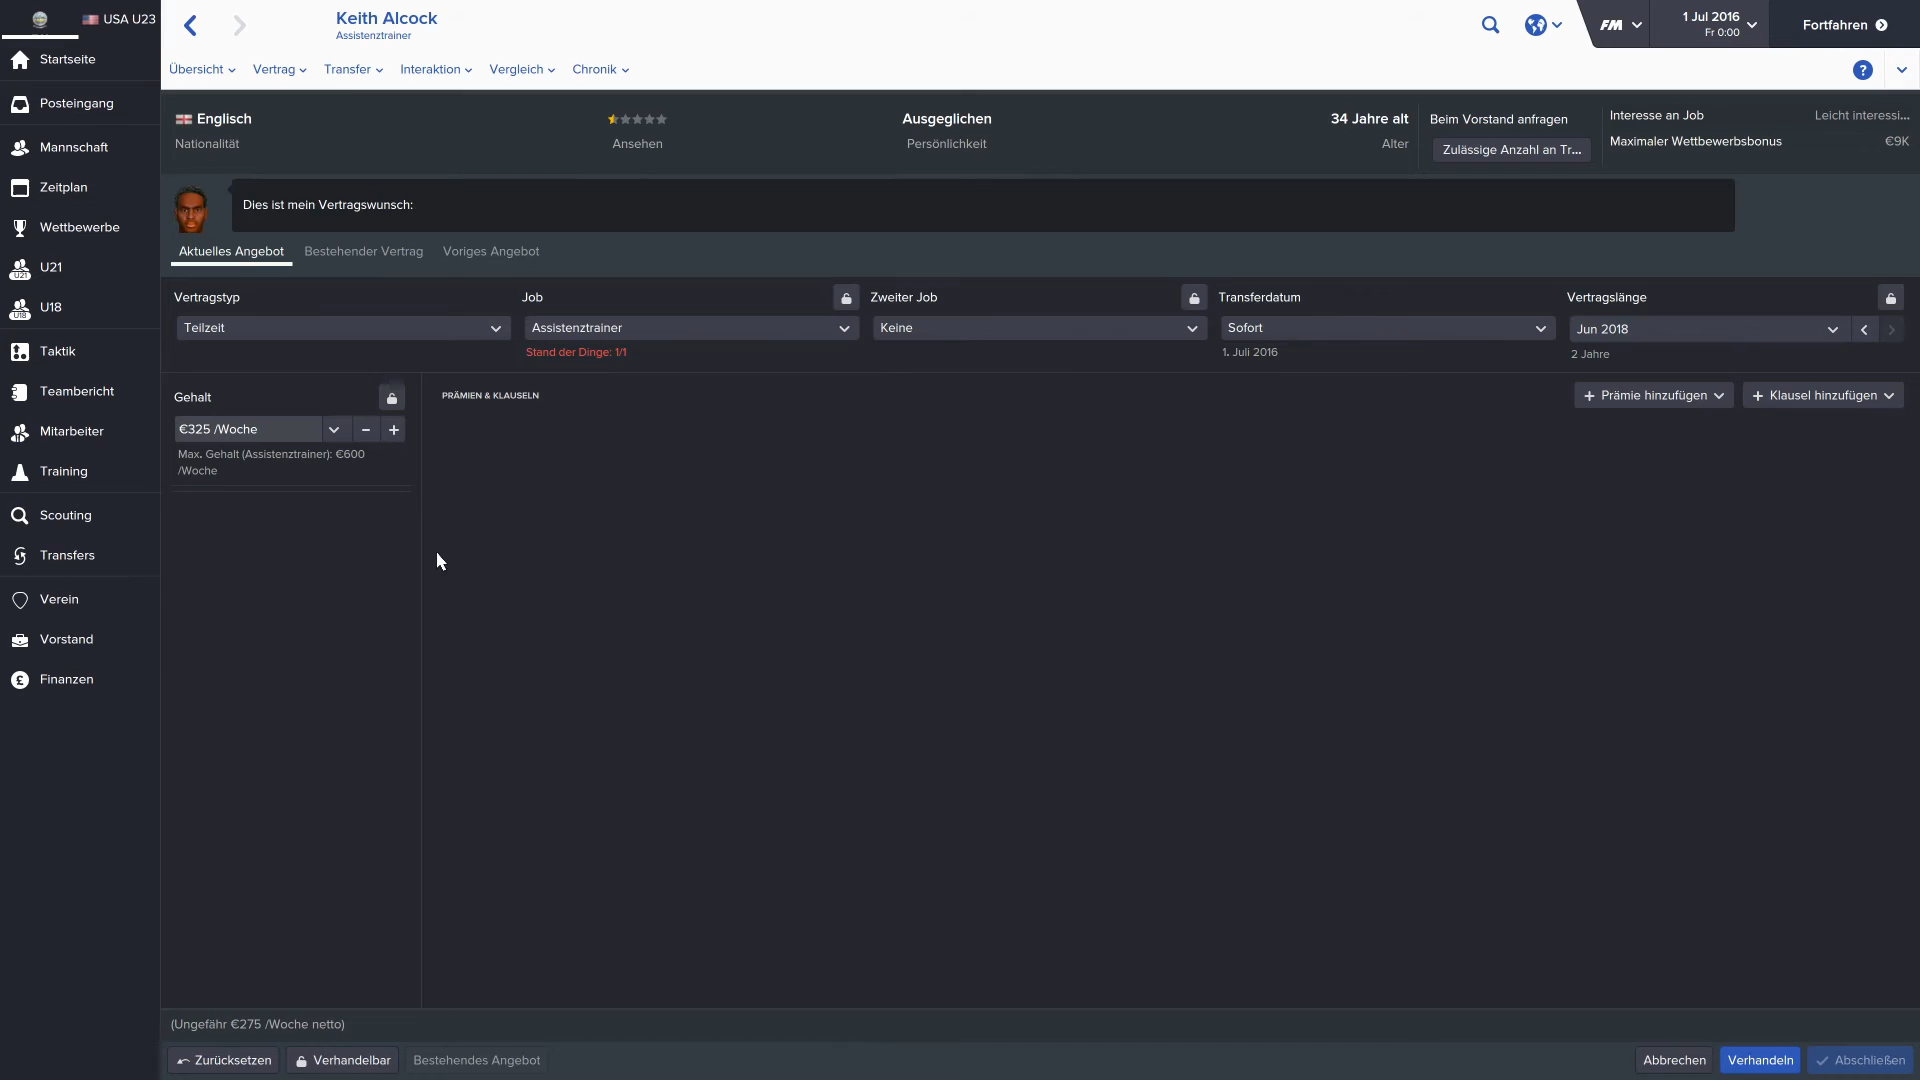 USA U23
Keith Alcock
Assistenztrainer
FM
1 Jul 2016
Fr 0:00
Fortfahren
Startseite
Posteingang
Mannschaft
Zeitplan
Wettbewerbe
U21
U21
U18
U18
Taktik
Teambericht
Mitarbeiter
Training
Scouting
Transfers
Verein
Vorstand
Finanzen
Übersicht Vertrag Transfer Interaktion Vergleich Chronik
?
Englisch
Nationalität
Ansehen
Ausgeglichen
Persönlichkeit
34 Jahre alt
Alter
Beim Vorstand anfragen
Zulässige Anzahl an Tr...
Interesse an Job Leicht interessi...
Maximaler Wettbewerbsbonus €9K
Dies ist mein Vertragswunsch:
Aktuelles Angebot Bestehender Vertrag Voriges Angebot
Vertragstyp
Teilzeit
Job
Assistenztrainer
Stand der Dinge: 1/1
Zweiter Job
Keine
Transferdatum
Sofort
1. Juli 2016
Vertragslänge
Jun 2018
2 Jahre
Gehalt
€325 /Woche
Max. Gehalt (Assistenztrainer): €600
/Woche
PRÄMIEN & KLAUSELN
Prämie hinzufügen
Klausel hinzufügen
(Ungefähr €275 /Woche netto)
Zurücksetzen Verhandelbar Bestehendes Angebot
Abbrechen Verhandeln Abschließen